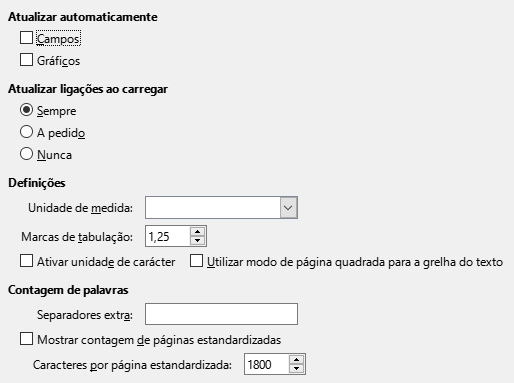 Atualizar automaticamente
Campos
Gráficos
Atualizar ligações ao carregar
Sempre
A pedido
Nunca
Definições
Unidade de medida:
Marcas de tabulação: 1,25
Ativar unidade de carácter Utilizar modo de página quadrada para a grelha do texto
Contagem de palavras
Separadores extra:
Mostrar contagem de páginas estandardizadas
Caracteres por página estandardizada: 1800